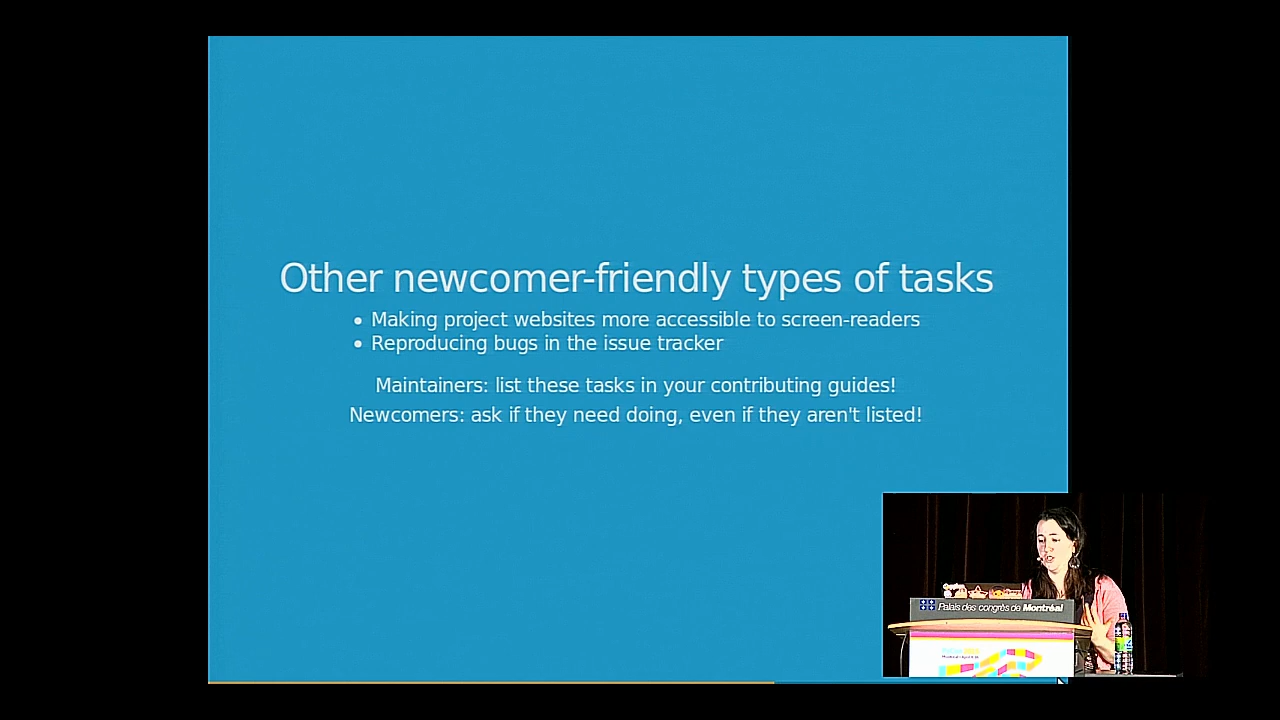 Other newcomer-friendly types of tasks
Making project websites more accessible to screen-readers
Reproducing bugs in the issue tracker
Maintainers: list these tasks in your contributing guides!
Newcomers: ask if they need doing, even if they aren't listed!
Palais des congrès de Montréal